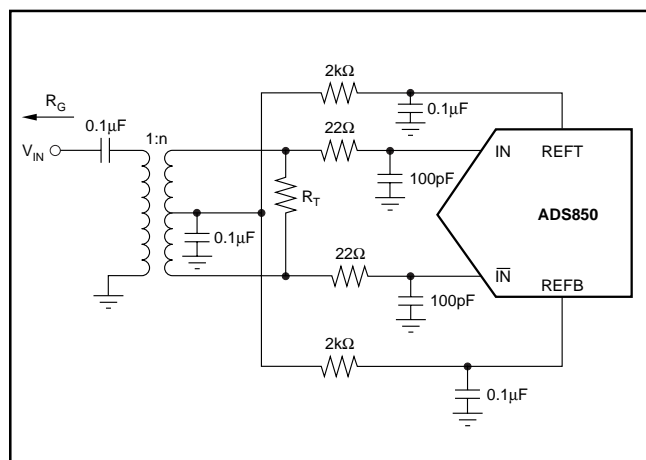 2kΩ
R_G
0.1µF
22Ω
0.1µF
1:n
V_IN
IN
REFT
100pF
R_T
ADS850
0.1µF
22Ω
I̅N̅
REFB
100pF
2kΩ
0.1µF